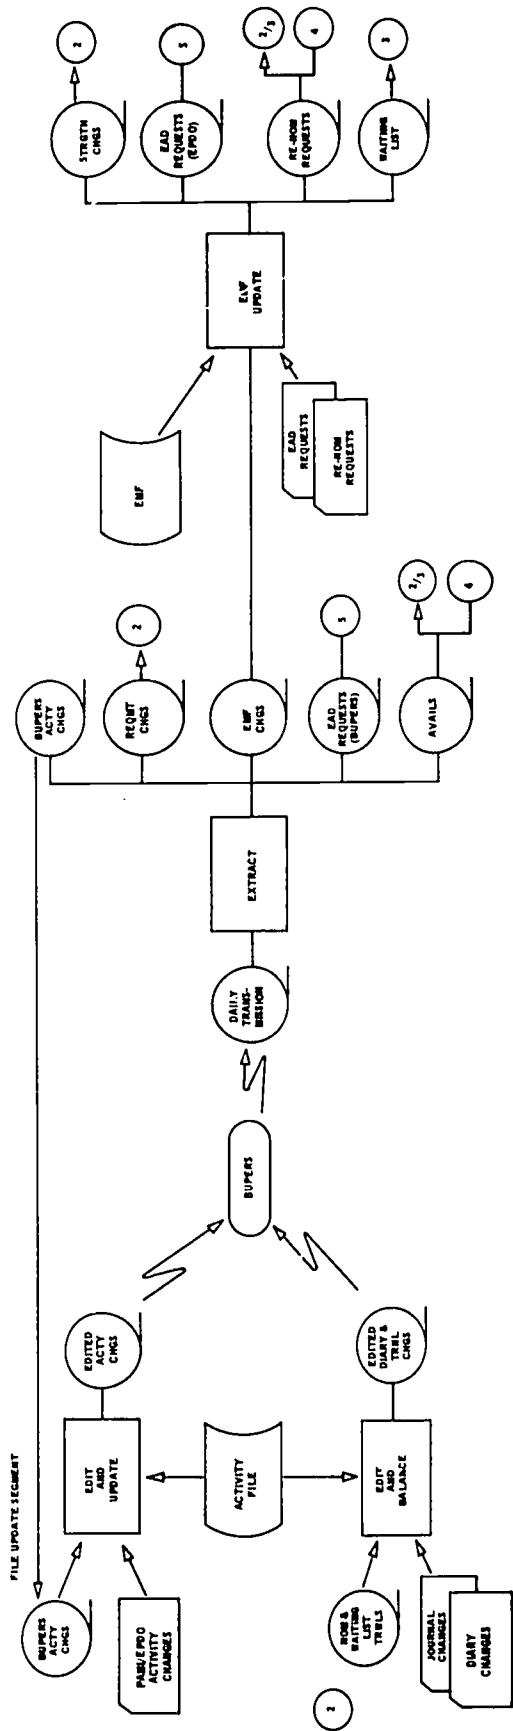 FILE UPDATE SEGMENT
BUPERS
ACTY
CHGS
PAMI/EPDO
ACTIVITY
CHANGES
EDIT
AND
UPDATE
EDITED
ACTY
CHGS
ACTIVITY
FILE
2
NOM &
WAITING
LIST
TRNLS
JOURNAL
CHANGES
DIARY
CHANGES
EDIT
AND
BALANCE
EDITED
DIARY &
TRNL
CHGS
BUPERS
DAILY
TRANS-
MISSION
EXTRACT
BUPERS
ACTY
CHGS
REQMT
CHGS
2
EMF
CHGS
EAD
REQUESTS
(BUPERS)
5
AVAILS
2/3
4
EMF
EAD
REQUESTS
RE-NOM
REQUESTS
EMF
UPDATE
STRGTH
CHGS
2
EAD
REQUESTS
(EPDO)
5
RE-NOM
REQUESTS
2/3
4
WAITING
LIST
3